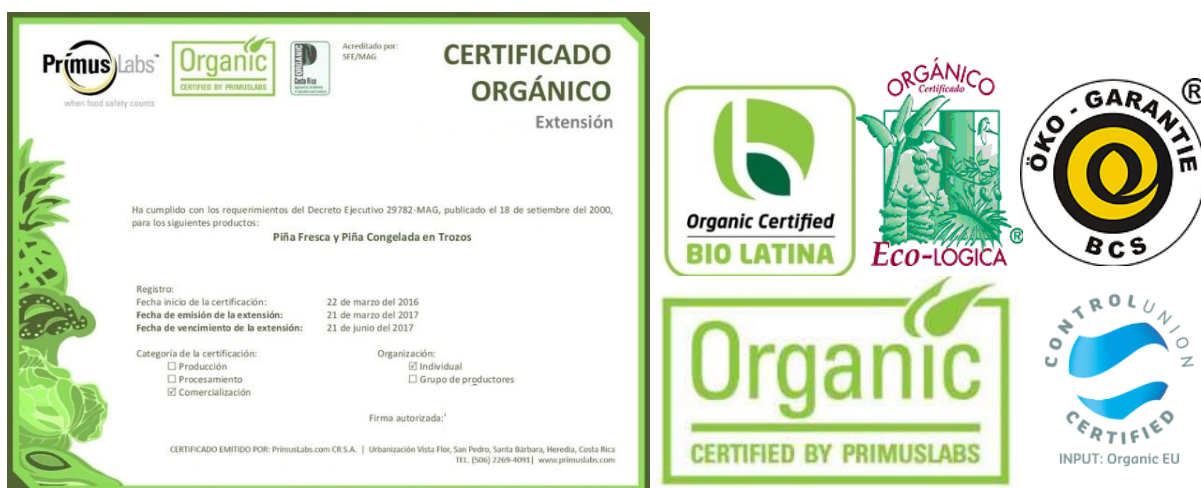 Primus Labs™
when food safety counts
Organic
CERTIFIED BY PRIMUSLABS
ORGANIC
Costa Rica
Acreditado por:
SFE/MAG
CERTIFICADO
ORGÁNICO
Extensión
Ha cumplido con los requerimientos del Decreto Ejecutivo 29782-MAG, publicado el 18 de setiembre del 2000,
para los siguientes productos:
Piña Fresca y Piña Congelada en Trozos
Registro:
Fecha inicio de la certificación: 22 de marzo del 2016
Fecha de emisión de la extensión: 21 de marzo del 2017
Fecha de vencimiento de la extensión: 21 de junio del 2017
Categoría de la certificación: Organización:
☐ Producción ☑ Individual
☐ Procesamiento ☐ Grupo de productores
☑ Comercialización
Firma autorizada:
CERTIFICADO EMITIDO POR: PrimusLabs.com CR S.A. | Urbanización Vista Flor, San Pedro, Santa Bárbara, Heredia, Costa Rica
TEL. (506) 2269-4091| www.primuslabs.com
Organic Certified
BIO LATINA
ORGÁNICO
Certificado
Eco-LOGICA®
ÖKO - GARANTIE ®
BCS
Organic
CERTIFIED BY PRIMUSLABS
CONTROLUNION
CERTIFIED
INPUT: Organic EU